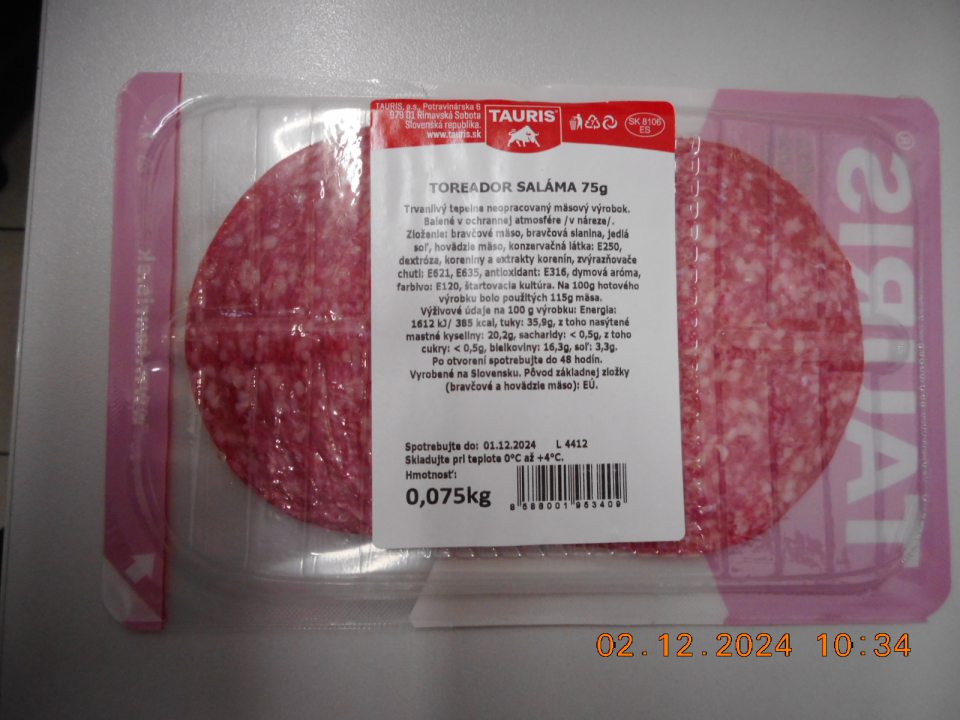 TAURIS, a.s., Potravinárska 6
979 01 Rimavská Sobota
Slovenská republika.
www.tauris.sk
TAURIS
SK 8106
ES
TOREADOR SALÁMA 75g
Trvanlivý tepelne neopracovaný mäsový výrobok.
Balené v ochrannej atmosfére /v náreze/.
Zloženie: bravčové mäso, bravčová slanina, jedlá
soľ, hovädzie mäso, konzervačná látka: E250,
dextróza, koreniny a extrakty korenín, zvýrazňovače
chuti: E621, E635, antioxidant: E316, dymová aróma,
farbivo: E120, štartovacia kultúra. Na 100g hotového
výrobku bolo použitých 115g mäsa.
Výživové údaje na 100 g výrobku: Energia:
1612 kJ/ 385 kcal, tuky: 35,9g, z toho nasýtené
mastné kyseliny: 20,2g, sacharidy: < 0,5g, z toho
cukry: < 0,5g, bielkoviny: 16,3g, soľ: 3,3g.
Po otvorení spotrebujte do 48 hodín.
Vyrobené na Slovensku. Pôvod základnej zložky
(bravčové a hovädzie mäso): EÚ.
Spotrebujte do: 01.12.2024 L 4412
Skladujte pri teplote 0°C až +4°C.
Hmotnosť:
0,075kg
8 588001 953409
TAURIS®
02.12.2024 10:34